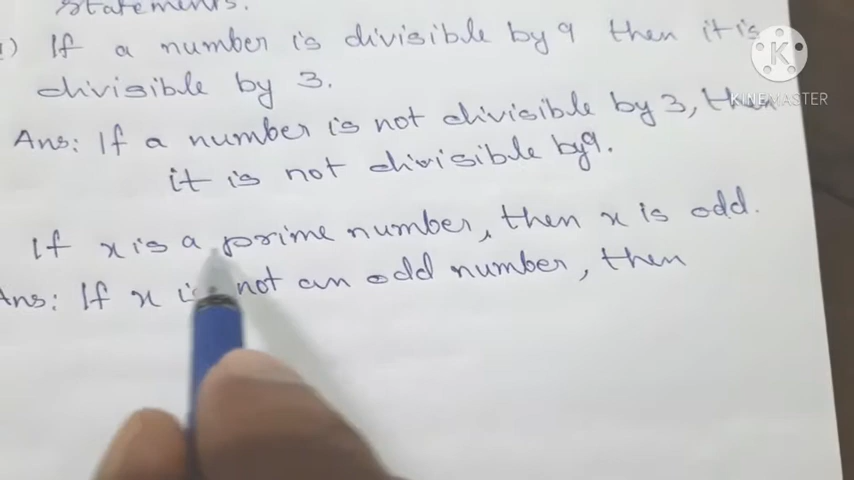 statements.
1) If a number is divisible by 9 then it is
divisible by 3.
Ans: If a number is not divisible by 3, then
it is not divisible by 9.
If x is a prime number, then x is odd.
Ans: If x is not an odd number, then
K
KINEMASTER